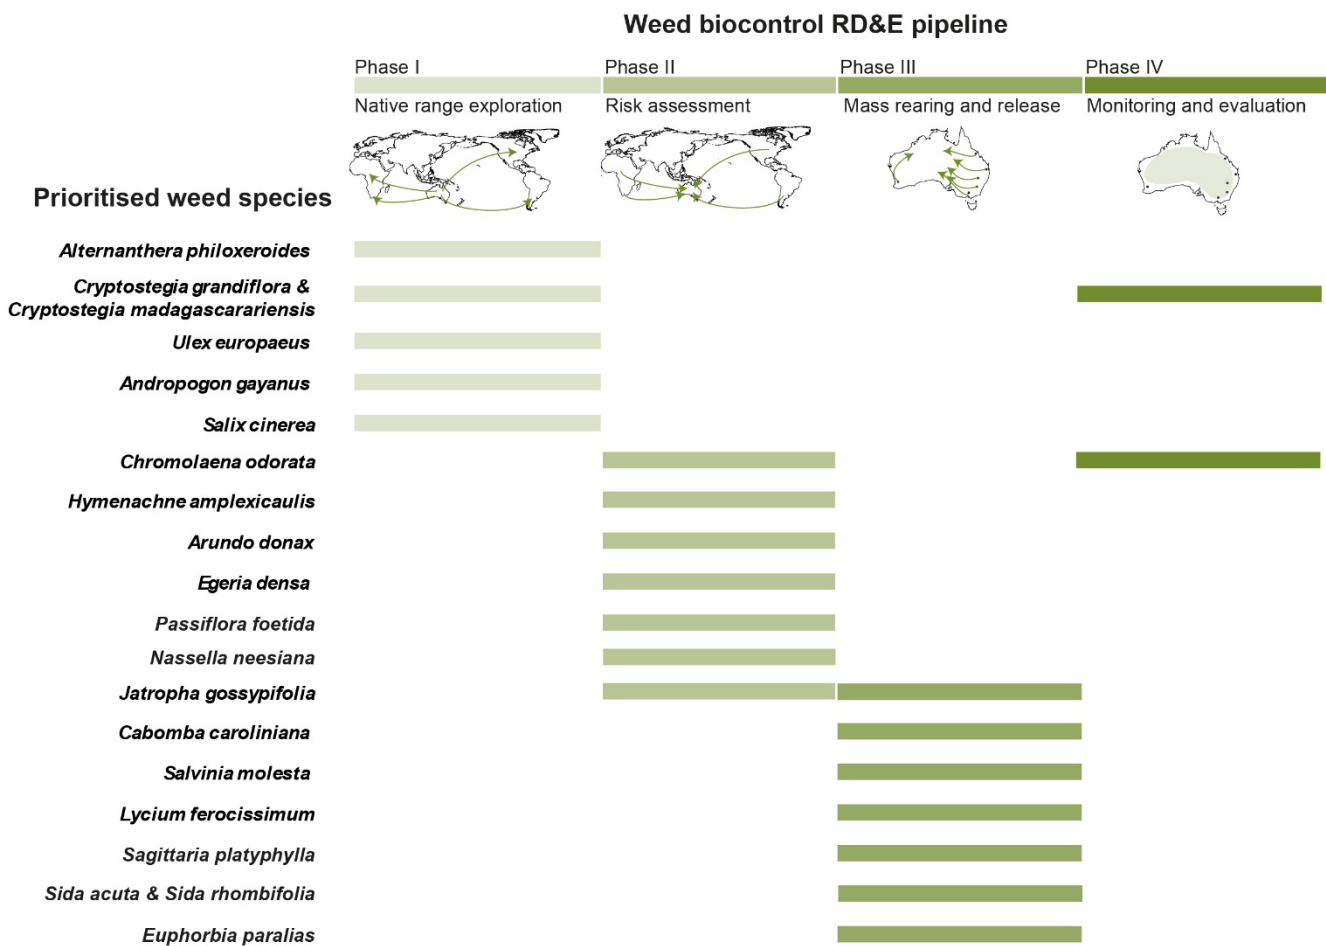 Weed biocontrol RD&E pipeline
Phase I
Phase II
Phase III
Phase IV
Native range exploration
Risk assessment
Mass rearing and release
Monitoring and evaluation
Prioritised weed species
Alternanthera philoxeroides
Cryptostegia grandiflora &
Cryptostegia madagascarariensis
Ulex europaeus
Andropogon gayanus
Salix cinerea
Chromolaena odorata
Hymenachne amplexicaulis
Arundo donax
Egeria densa
Passiflora foetida
Nassella neesiana
Jatropha gossypifolia
Cabomba caroliniana
Salvinia molesta
Lycium ferocissimum
Sagittaria platyphylla
Sida acuta & Sida rhombifolia
Euphorbia paralias